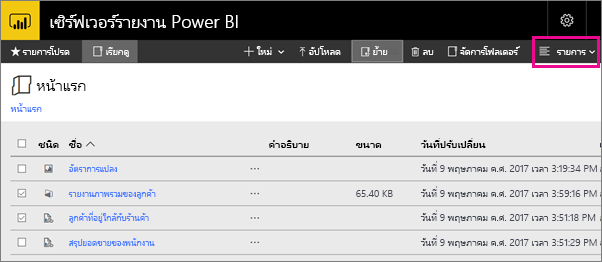 เซิร์ฟเวอร์รายงาน Power BI
รายการโปรด เรียกดู ใหม่ อัปโหลด ย้าย ลบ จัดการโฟลเดอร์ รายการ
หน้าแรก
หน้าแรก
ชนิด ชื่อ คำอธิบาย ขนาด วันที่ปรับเปลี่ยน
อัตราการแปลง ... วันที่ 9 พฤษภาคม ค.ศ. 2017 เวลา 3:19:34 PM
รายงานภาพรวมของลูกค้า ... 65.40 KB วันที่ 9 พฤษภาคม ค.ศ. 2017 เวลา 3:59:16 PM
ลูกค้าที่อยู่ใกล้กับร้านค้า ... วันที่ 9 พฤษภาคม ค.ศ. 2017 เวลา 3:51:18 PM
สรุปยอดขายของพนักงาน ... วันที่ 9 พฤษภาคม ค.ศ. 2017 เวลา 3:51:29 PM